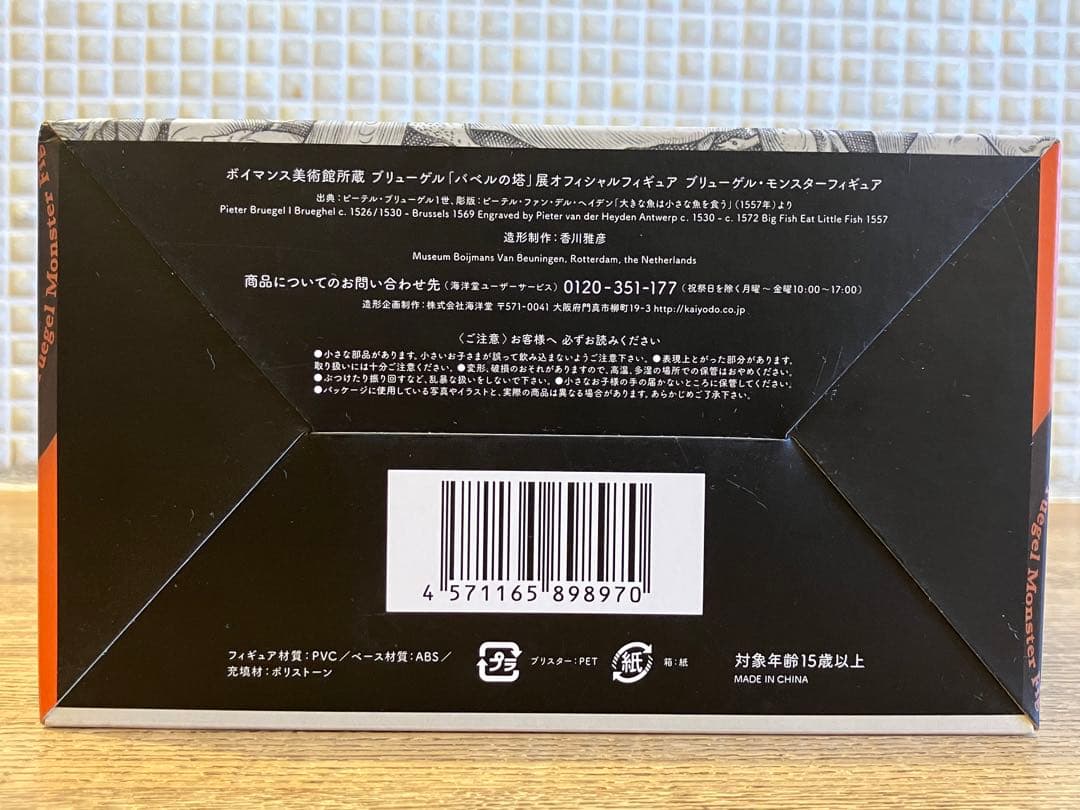 ボイマンス美術館所蔵 ブリューゲル「バベルの塔」展オフィシャルフィギュア ブリューゲル・モンスターフィギュア
出典:ピーテル・ブリューゲル1世、彫版:ピーテル・ファン・デル・ヘイデン「大きな魚は小さな魚を食う」(1557年)より
Pieter Bruegel I Brueghel c. 1526/1530 – Brussels 1569 Engraved by Pieter van der Heyden Antwerp c. 1530 – c. 1572 Big Fish Eat Little Fish 1557
造形制作:香川雅彦
Museum Boijmans Van Beuningen, Rotterdam, the Netherlands
商品についてのお問い合わせ先(海洋堂ユーザーサービス)0120-351-177(祝祭日を除く月曜〜金曜10:00〜17:00)
造形企画制作:株式会社海洋堂 〒571-0041 大阪府門真市柳町19-3 http://kaiyodo.co.jp
〈ご注意〉お客様へ 必ずお読みください
●小さな部品があります。小さいお子さまが誤って飲み込まないようご注意下さい。●表現上とがった部分があります。
取り扱いには十分ご注意ください。●変形、破損のおそれがありますので、高温、多湿の場所での保管はおやめください。
●ぶつけたり振り回すなど、乱暴な扱いをしないで下さい。●小さなお子様の手の届かないところに保管してください。
●パッケージに使用している写真やイラストと、実際の商品は異なる場合があります。あらかじめご了承下さい。
4 571165 898970
フィギュア材質:PVC/ベース材質:ABS/
充填材:ポリストーン
プラ
ブリスター:PET
紙
箱:紙
対象年齢15歳以上
MADE IN CHINA
uegel Monster F
uegel Monster F